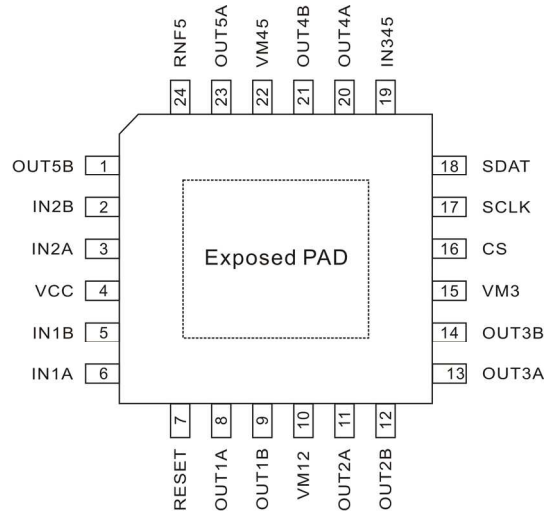 RNF5
OUT5A
VM45
OUT4B
OUT4A
IN345
24
23
22
21
20
19
OUT5B 1
IN2B 2
IN2A 3
VCC 4
IN1B 5
IN1A 6
Exposed PAD
18 SDAT
17 SCLK
16 CS
15 VM3
14 OUT3B
13 OUT3A
7
8
9
10
11
12
RESET
OUT1A
OUT1B
VM12
OUT2A
OUT2B